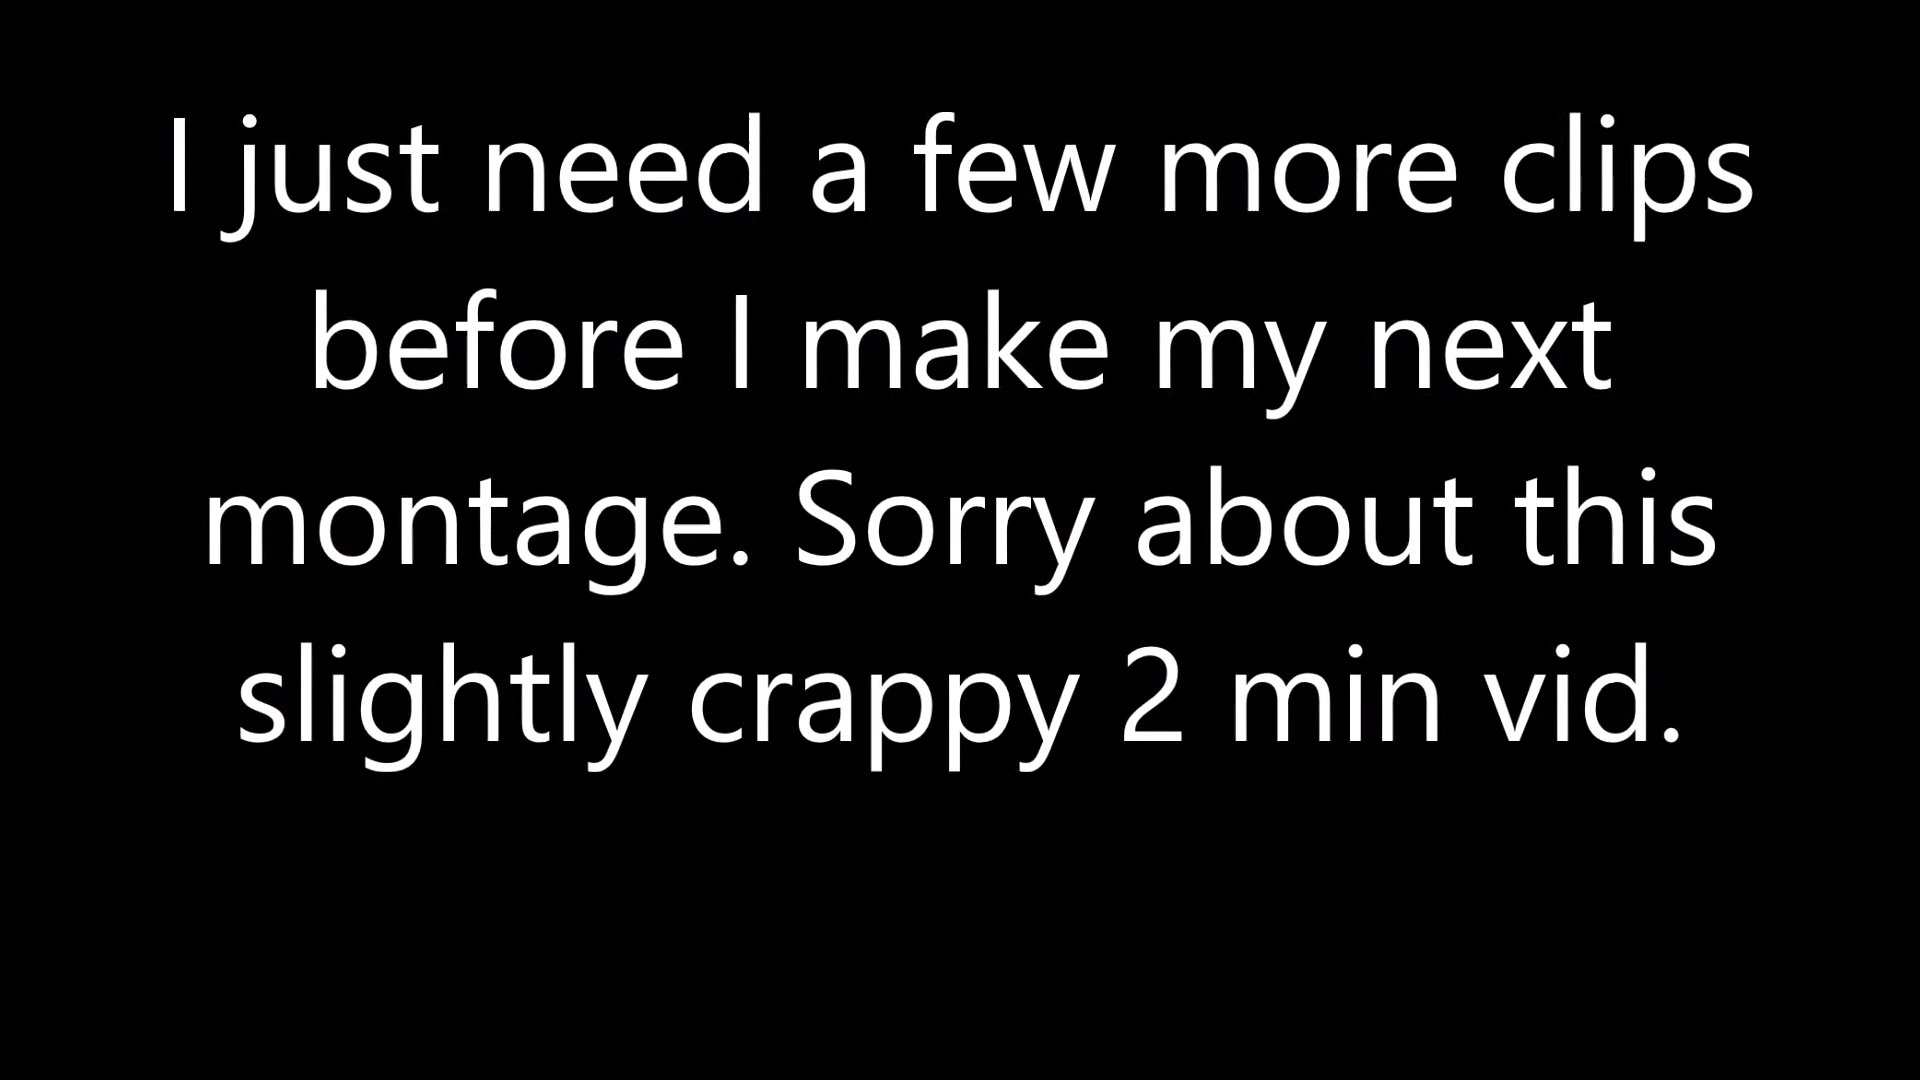 I just need a few more clips
before I make my next
montage. Sorry about this
slightly crappy 2 min vid.